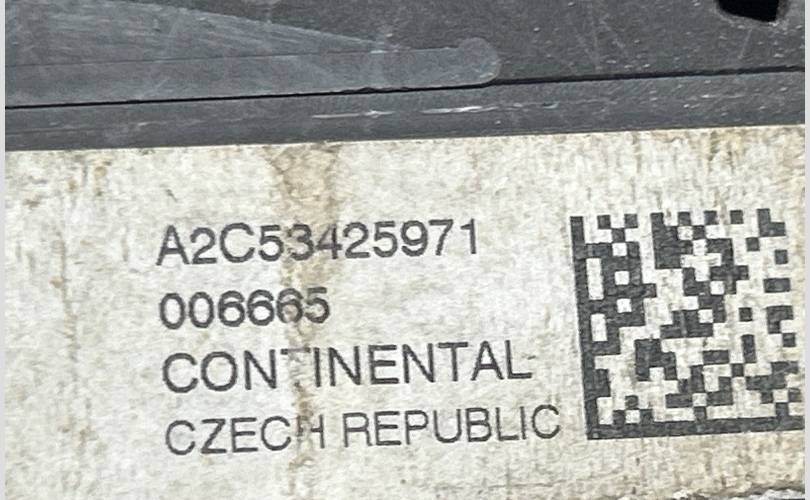 A2C53425971
006665
CONTINENTAL
CZECH REPUBLIC